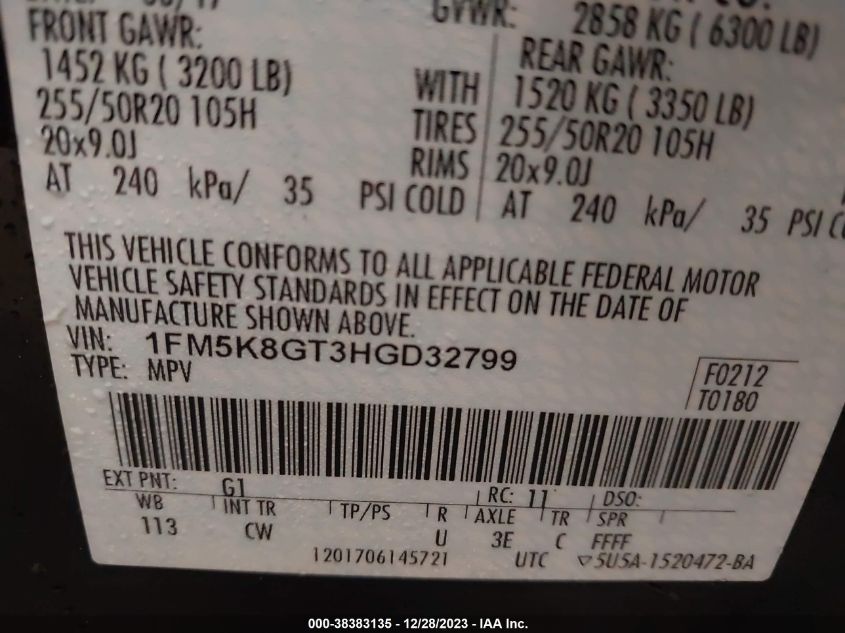 GVWR: 2858 KG ( 6300 LB)
FRONT GAWR: REAR GAWR:
1452 KG ( 3200 LB) WITH 1520 KG ( 3350 LB)
255/50R20 105H TIRES 255/50R20 105H
20x9.0J RIMS 20x9.0J
AT 240 kPa/ 35 PSI COLD AT 240 kPa/ 35 PSI
THIS VEHICLE CONFORMS TO ALL APPLICABLE FEDERAL MOTOR
VEHICLE SAFETY STANDARDS IN EFFECT ON THE DATE OF
MANUFACTURE SHOWN ABOVE.
VIN: 1FM5K8GT3HGD32799
TYPE: MPV
F0212
T0180
EXT PNT: G1 RC: 11 DSO:
WB INT TR TP/PS R AXLE TR SPR
113 CW U 3E C FFFF
1201706145721 UTC ▽5U5A-1520472-BA
000-38383135 - 12/28/2023 - IAA Inc.